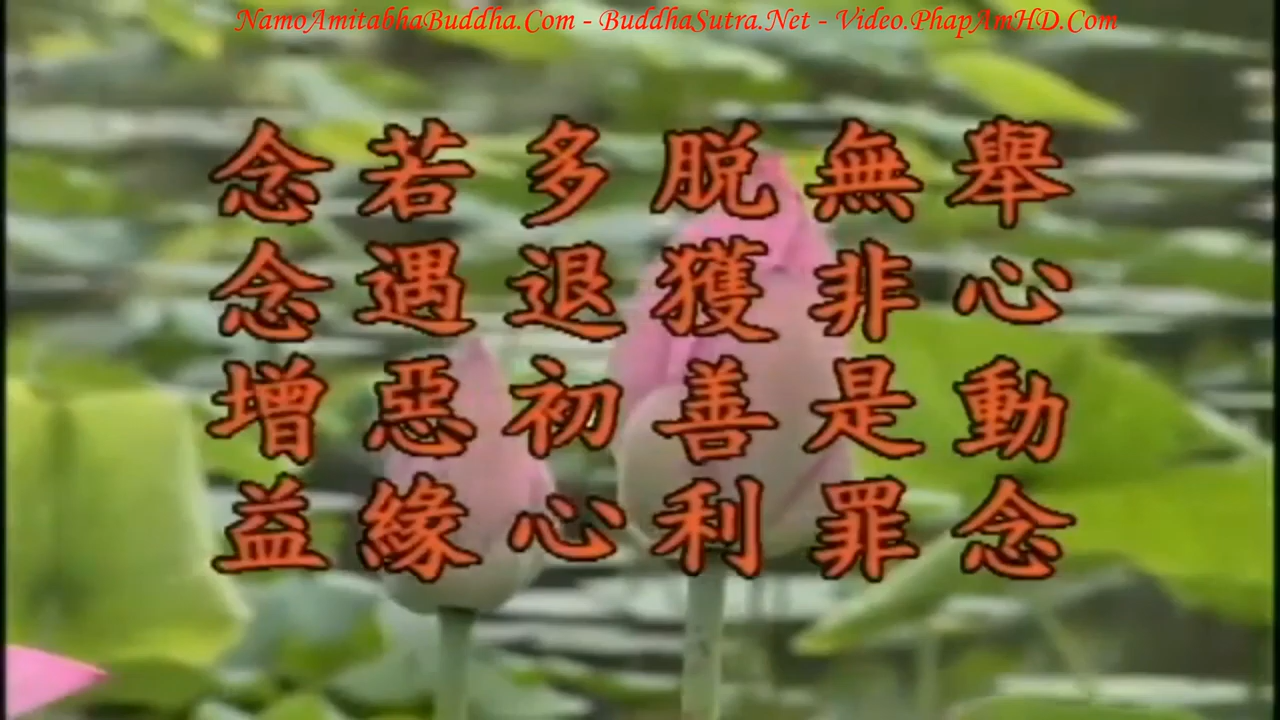 NamoAmitabhaBuddha.Com - BuddhaSutra.Net - Video.PhapAmHD.Com
舉心動念
無非是罪
脱獲善利
多退初心
若遇惡緣
念念增益